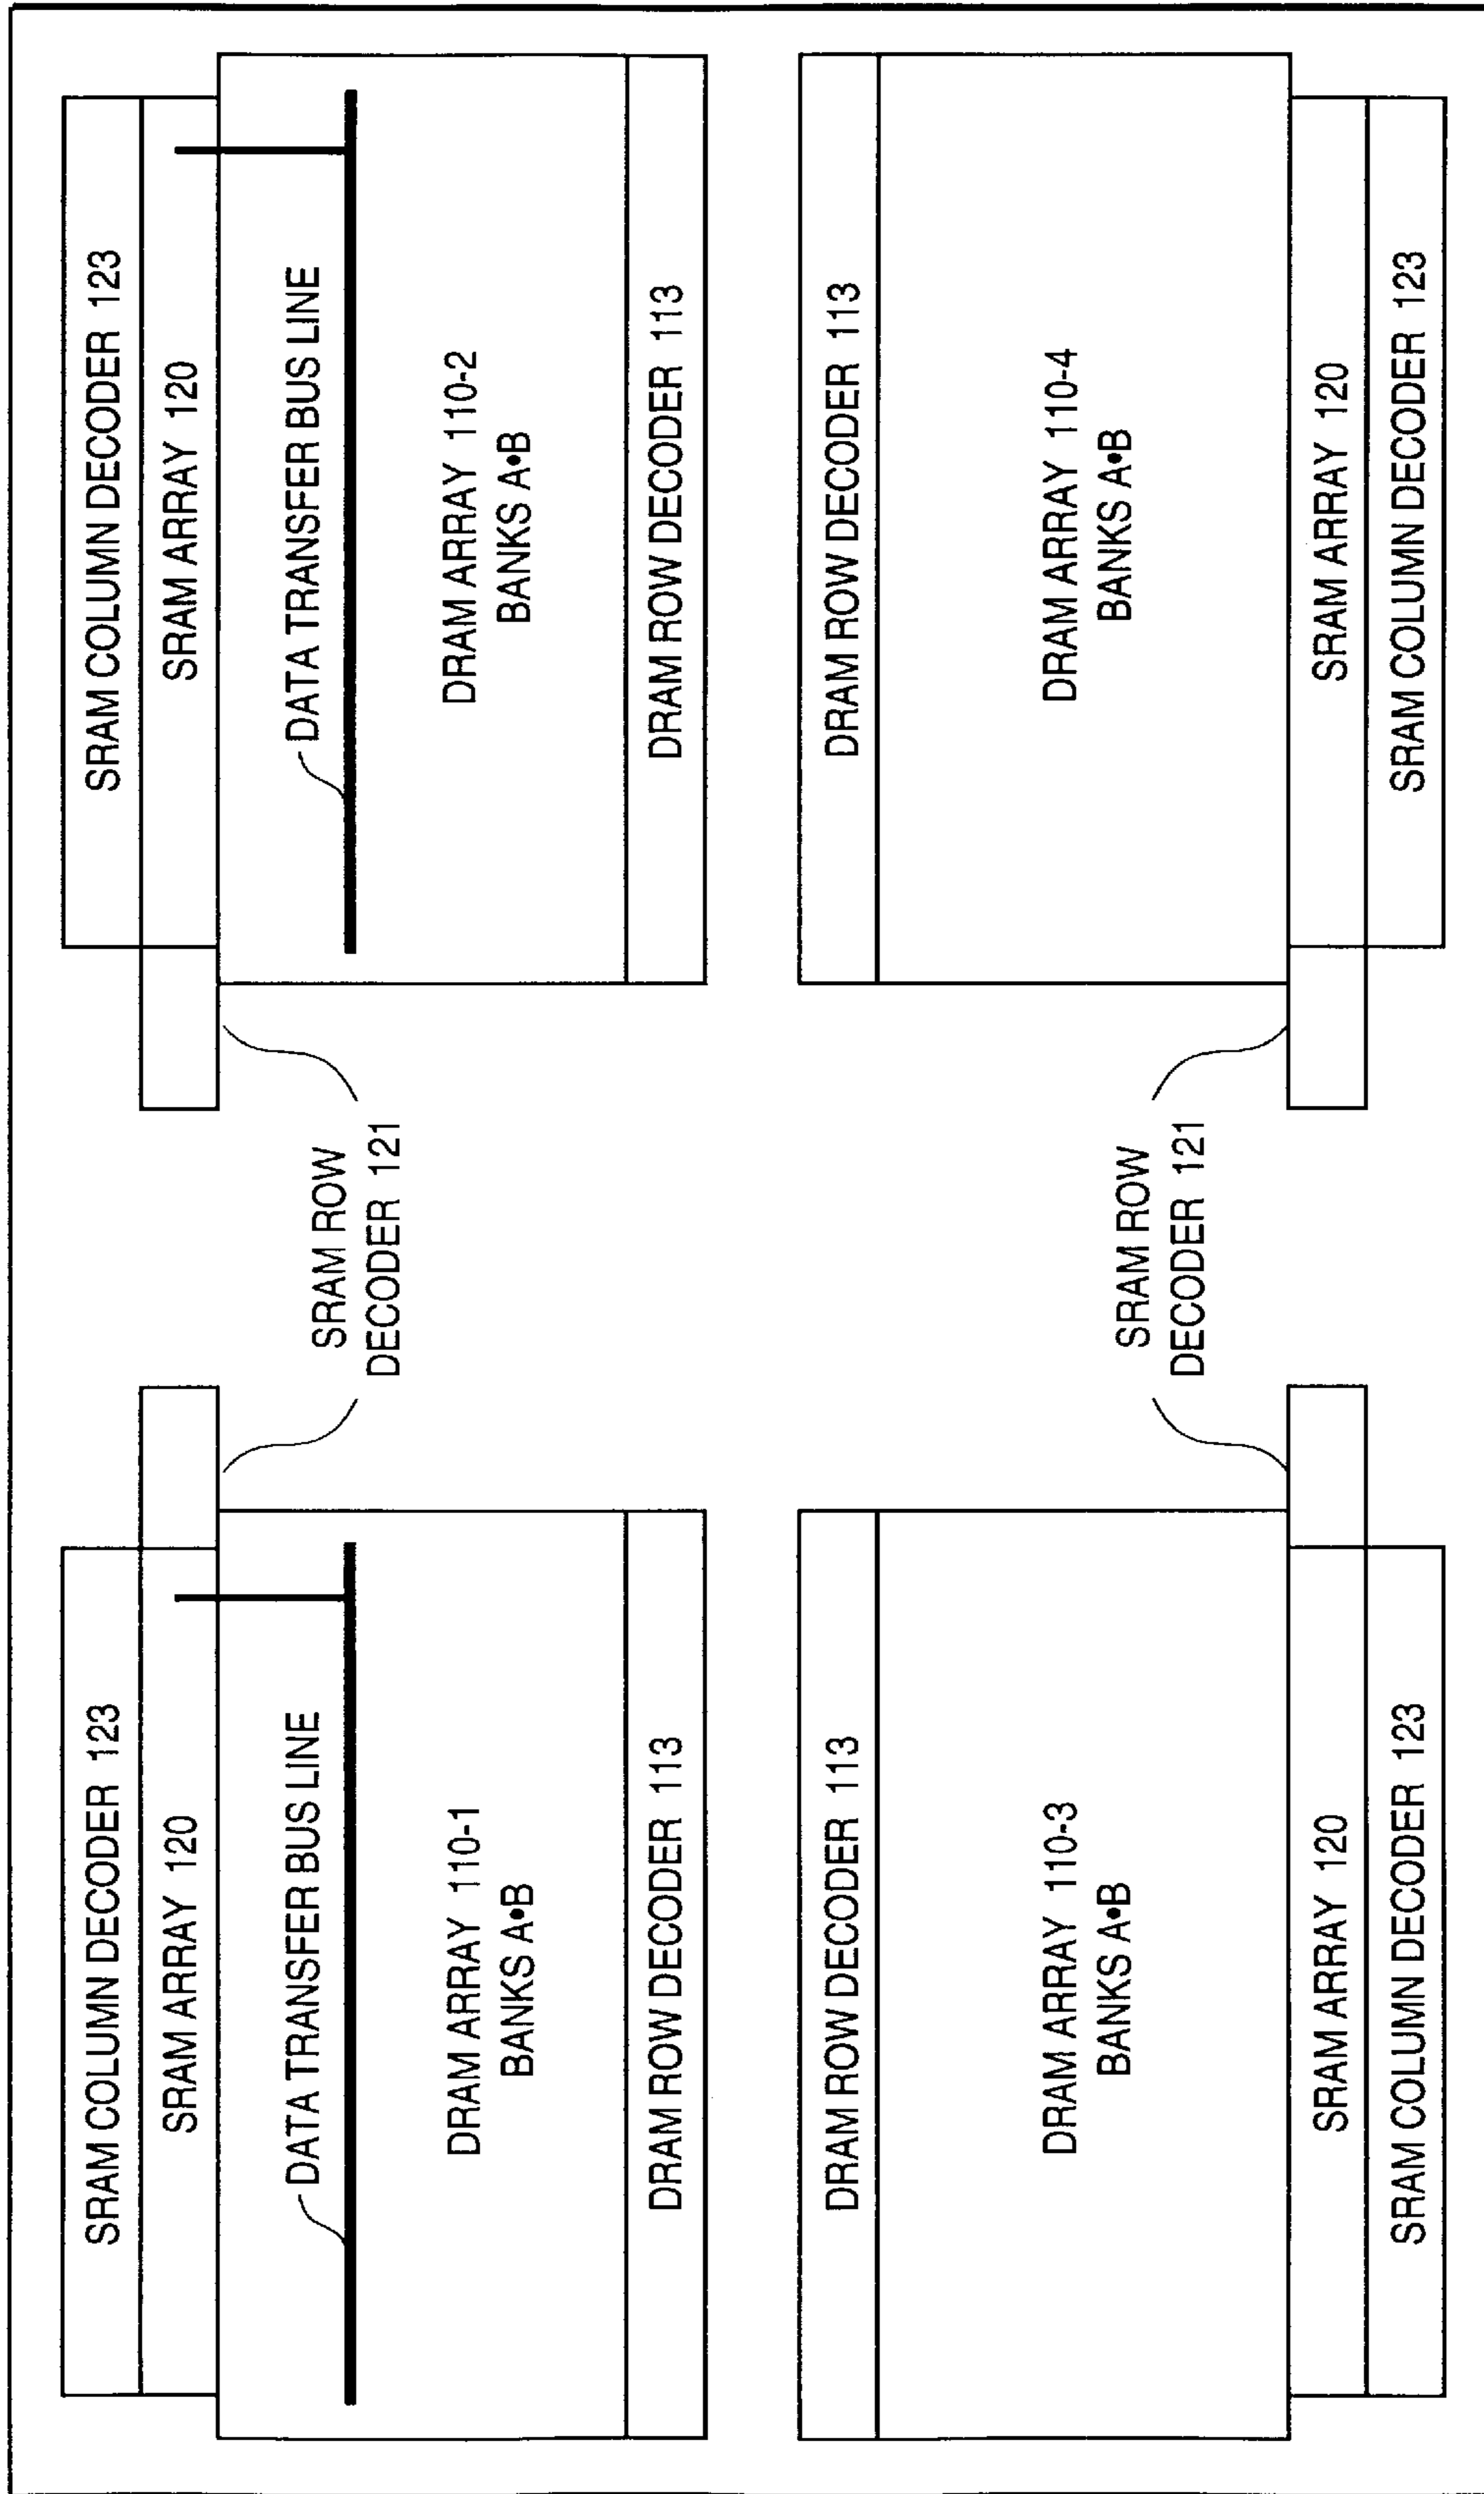 SRAM COLUMN DECODER 123
SRAM ARRAY 120
DATA TRANSFER BUS LINE
DRAM ARRAY 110-1
BANKS A•B
DRAM ROW DECODER 113
SRAM ROW
DECODER 121
SRAM COLUMN DECODER 123
SRAM ARRAY 120
DATA TRANSFER BUS LINE
DRAM ARRAY 110-2
BANKS A•B
DRAM ROW DECODER 113
DRAM ROW DECODER 113
DRAM ARRAY 110-3
BANKS A•B
SRAM ARRAY 120
SRAM COLUMN DECODER 123
SRAM ROW
DECODER 121
DRAM ROW DECODER 113
DRAM ARRAY 110-4
BANKS A•B
SRAM ARRAY 120
SRAM COLUMN DECODER 123